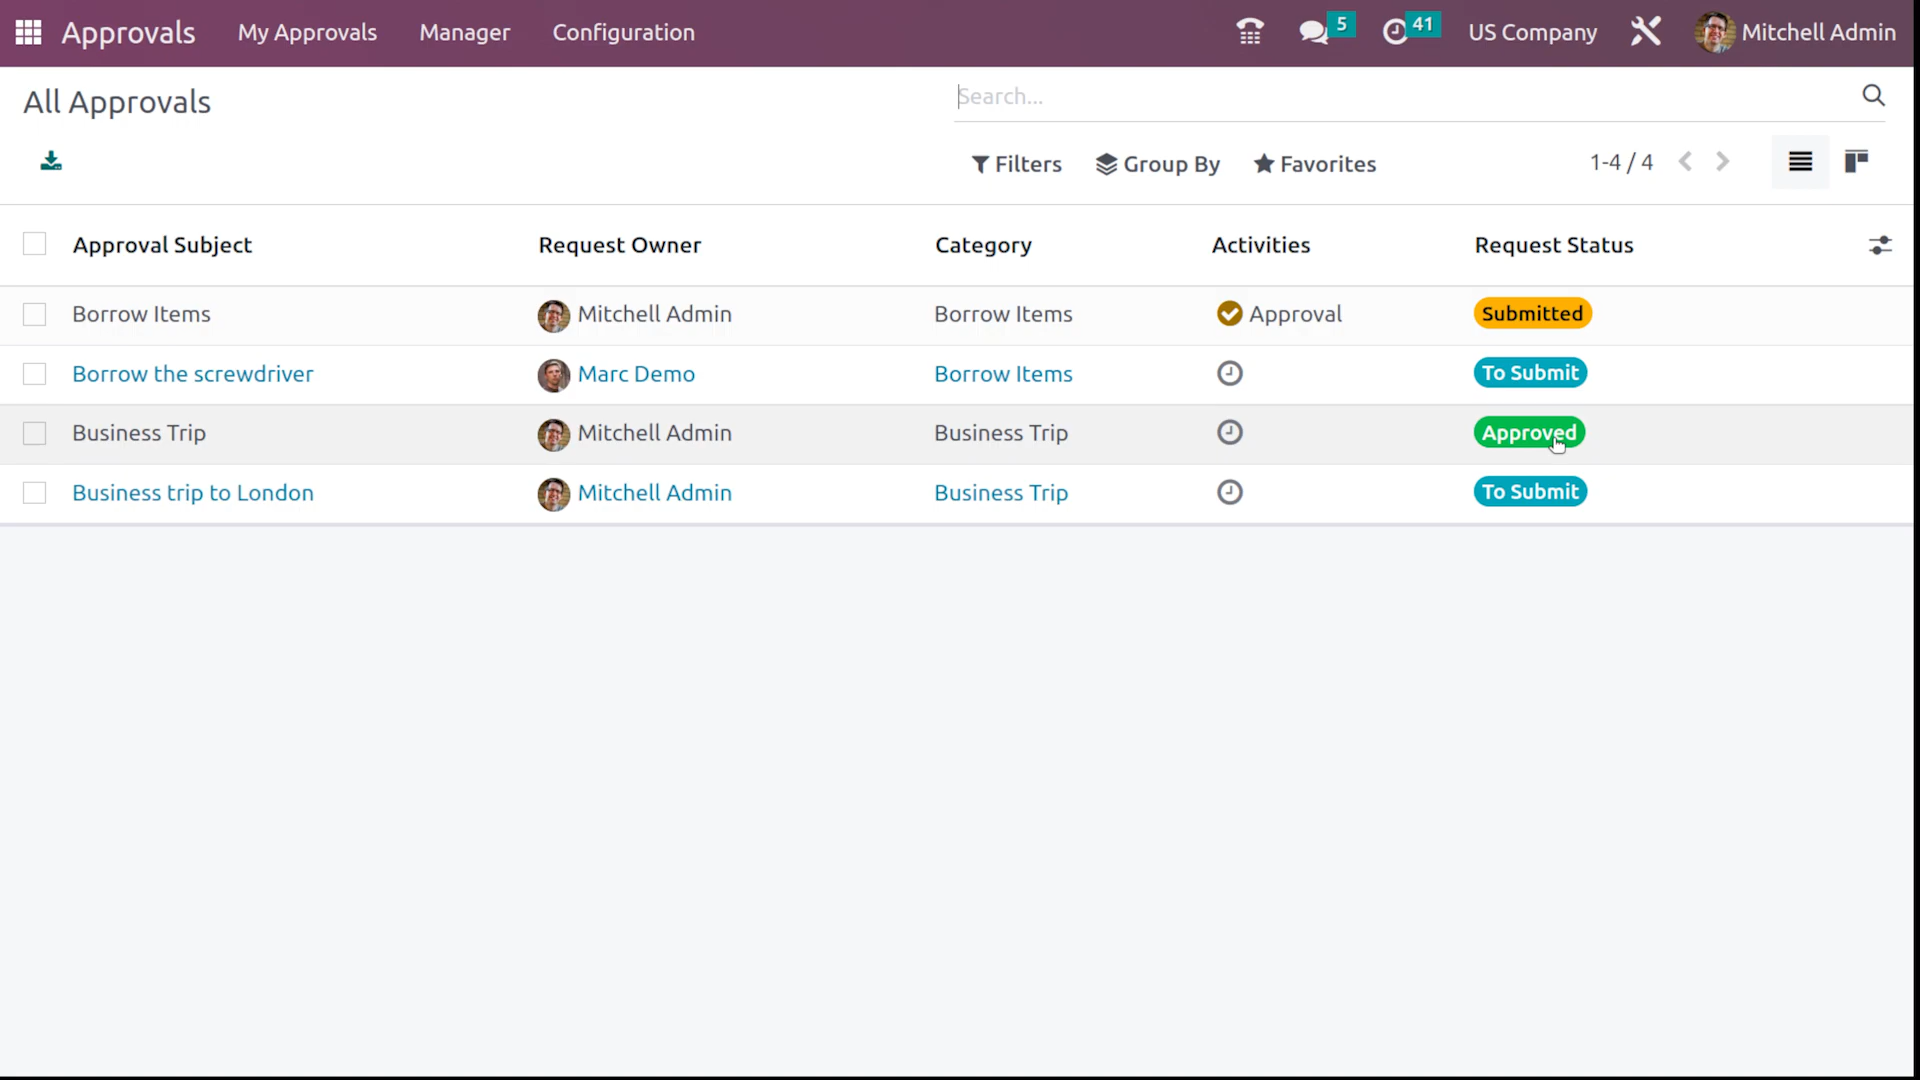 Approvals My Approvals Manager Configuration 5 41 US Company Mitchell Admin
All Approvals Search...
Filters Group By Favorites 1-4 / 4
Approval Subject Request Owner Category Activities Request Status
Borrow Items Mitchell Admin Borrow Items Approval Submitted
Borrow the screwdriver Marc Demo Borrow Items To Submit
Business Trip Mitchell Admin Business Trip Approved
Business trip to London Mitchell Admin Business Trip To Submit